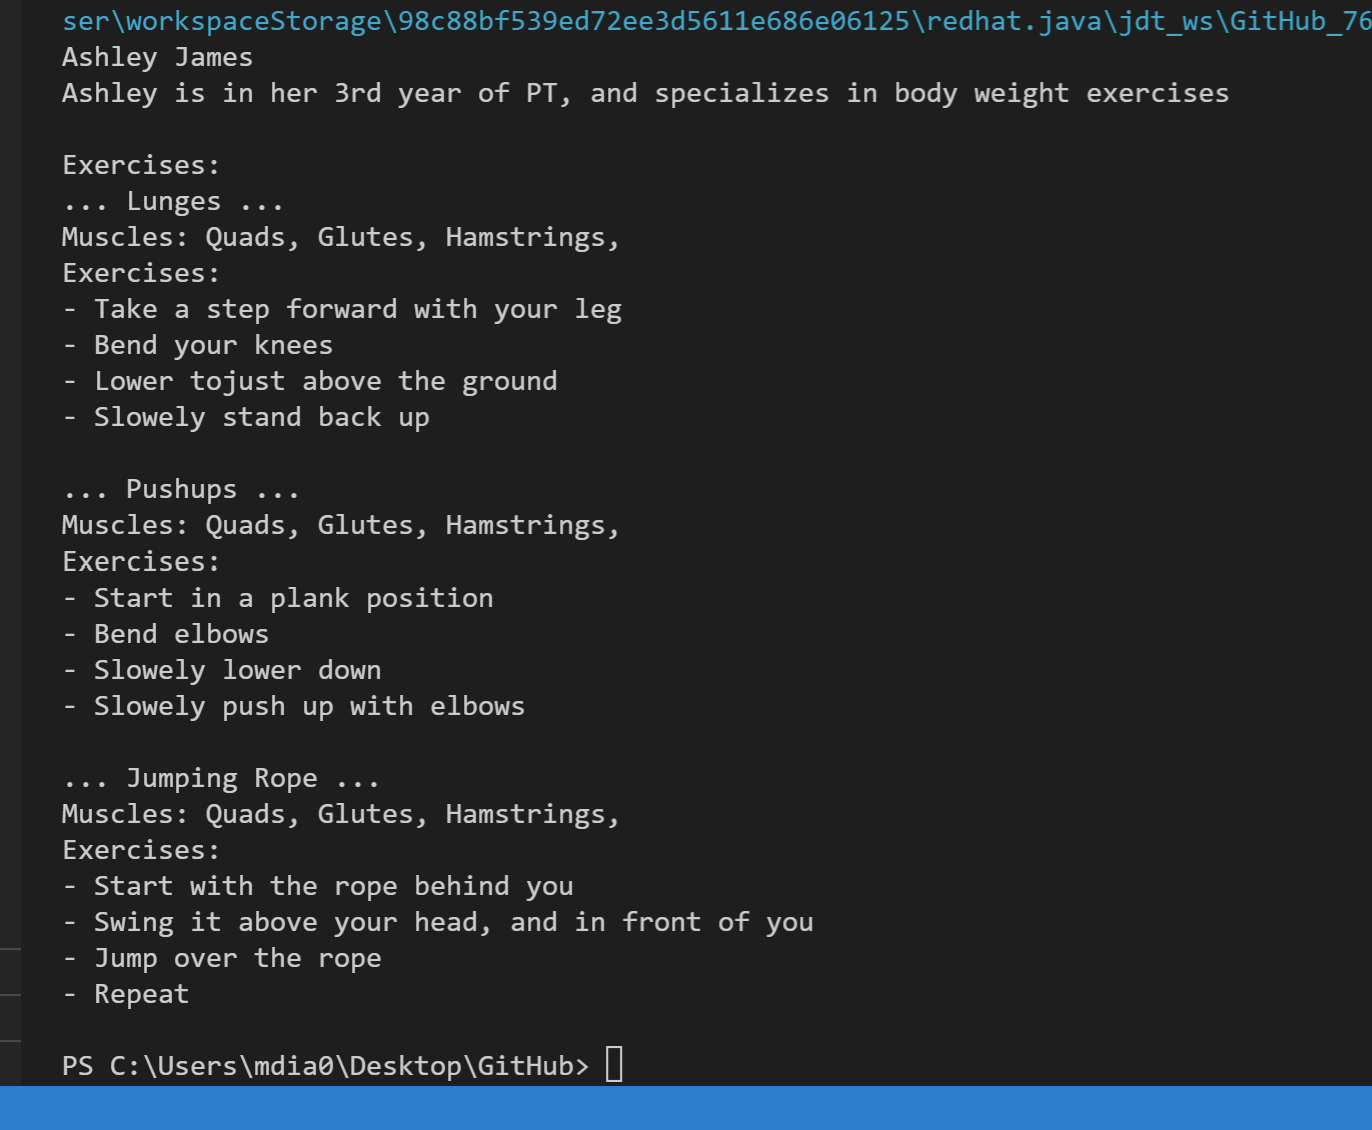 ser\workspaceStorage\98c88bf539ed72ee3d5611e686e06125\redhat.java\jdt_ws\GitHub_76
Ashley James
Ashley is in her 3rd year of PT, and specializes in body weight exercises
Exercises:
... Lunges ...
Muscles: Quads, Glutes, Hamstrings,
Exercises:
- Take a step forward with your leg
- Bend your knees
- Lower tojust above the ground
- Slowely stand back up
... Pushups ...
Muscles: Quads, Glutes, Hamstrings,
Exercises:
- Start in a plank position
- Bend elbows
- Slowely lower down
- Slowely push up with elbows
... Jumping Rope ...
Muscles: Quads, Glutes, Hamstrings,
Exercises:
- Start with the rope behind you
- Swing it above your head, and in front of you
- Jump over the rope
- Repeat
PS C:\Users\mdia0\Desktop\GitHub>